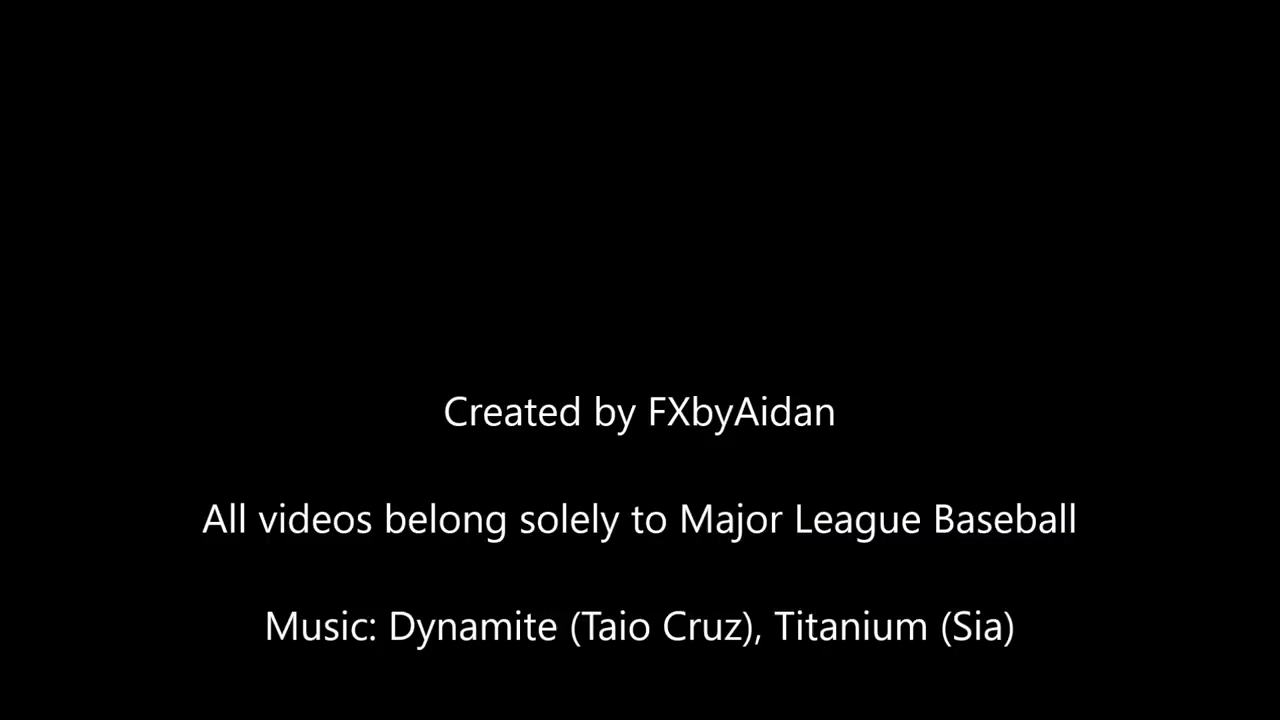 Created by FXbyAidan
All videos belong solely to Major League Baseball
Music: Dynamite (Taio Cruz), Titanium (Sia)